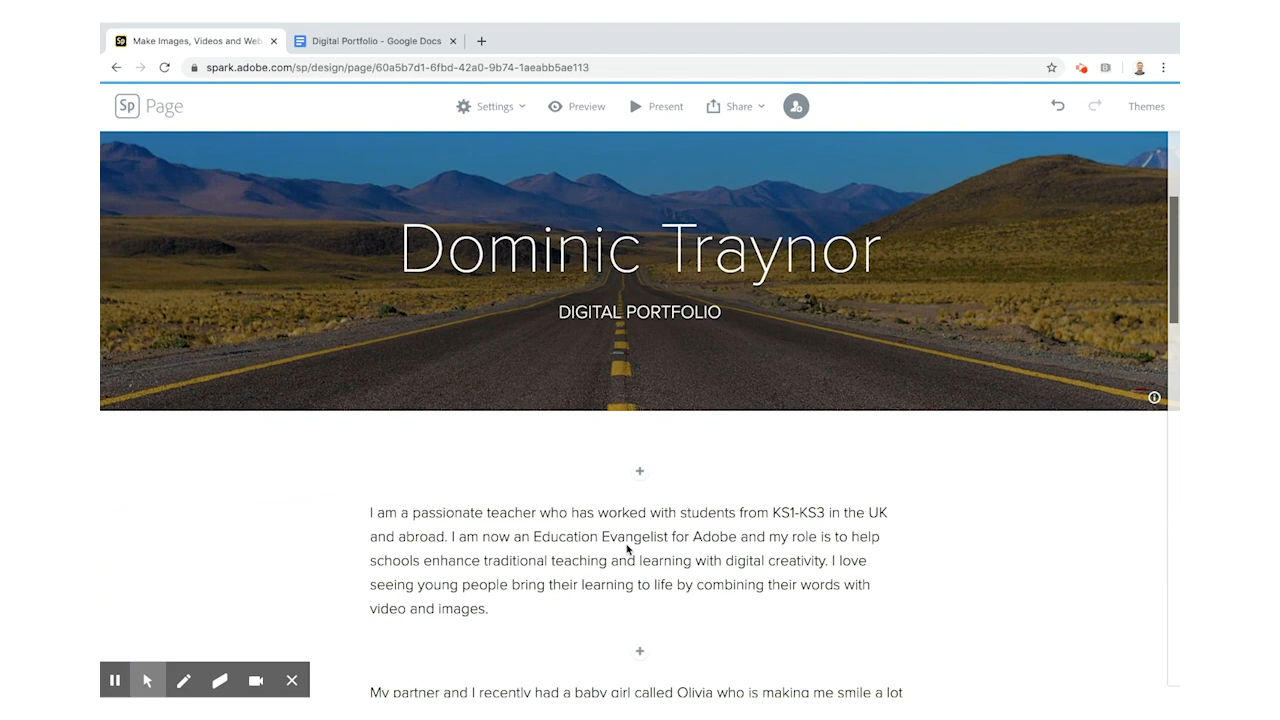 Make Images, Videos and Web
Digital Portfolio - Google Docs
spark.adobe.com/sp/design/page/60a5b7d1-6fbd-42a0-9b74-1aeabb5ae113
Sp Page
Settings
Preview
Present
Share
Themes
Dominic Traynor
DIGITAL PORTFOLIO
I am a passionate teacher who has worked with students from KS1-KS3 in the UK
and abroad. I am now an Education Evangelist for Adobe and my role is to help
schools enhance traditional teaching and learning with digital creativity. I love
seeing young people bring their learning to life by combining their words with
video and images.
My partner and I recently had a baby girl called Olivia who is making me smile a lot